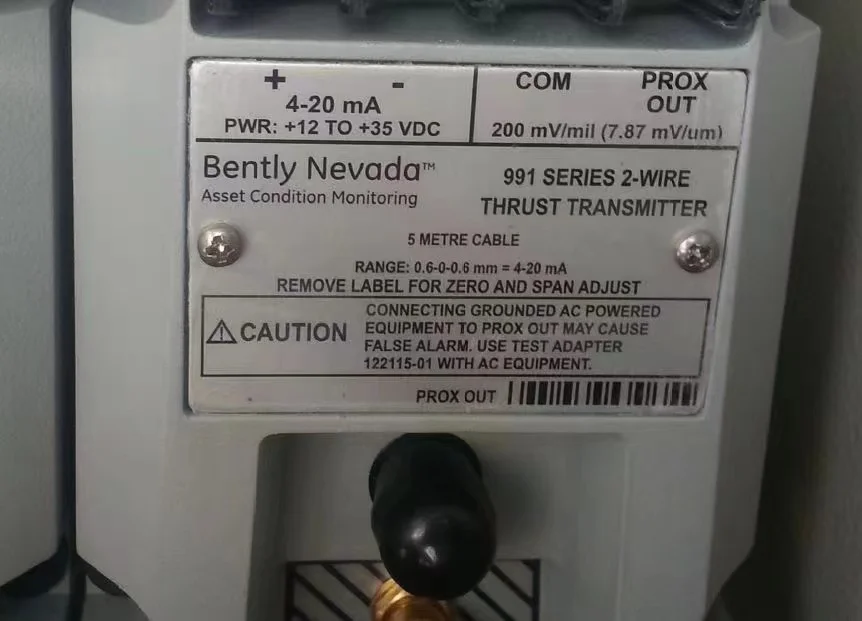 + -
4-20 mA
PWR: +12 TO +35 VDC
COM PROX
OUT
200 mV/mil (7.87 mV/um)
Bently Nevada™
Asset Condition Monitoring
991 SERIES 2-WIRE
THRUST TRANSMITTER
5 METRE CABLE
RANGE: 0.6-0-0.6 mm = 4-20 mA
REMOVE LABEL FOR ZERO AND SPAN ADJUST
CAUTION
CONNECTING GROUNDED AC POWERED
EQUIPMENT TO PROX OUT MAY CAUSE
FALSE ALARM. USE TEST ADAPTER
122115-01 WITH AC EQUIPMENT.
PROX OUT